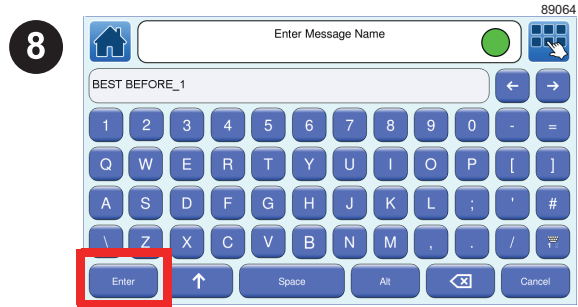 89064
8
Enter Message Name
BEST BEFORE_1
1 2 3 4 5 6 7 8 9 0 - =
Q W E R T Y U I O P [ ]
A S D F G H J K L ; ' #
\ Z X C V B N M , . /
Enter Space Alt Cancel